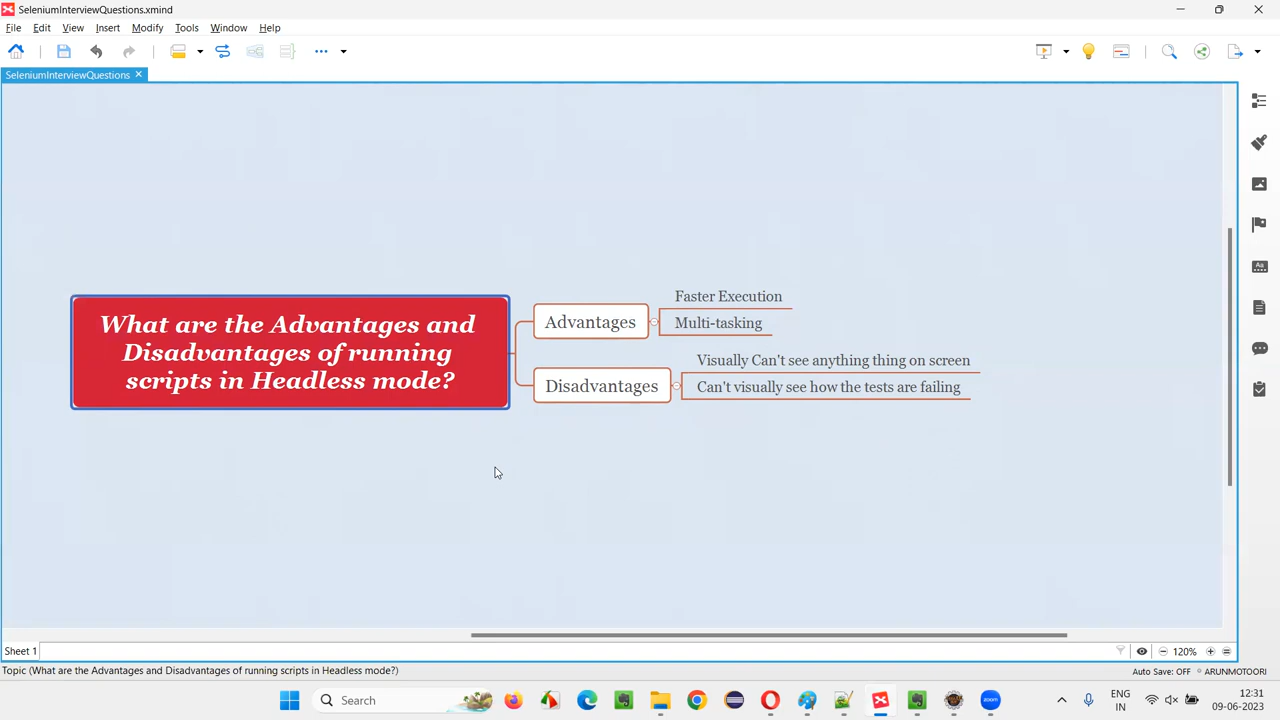 SeleniumInterviewQuestions.xmind
File Edit View Insert Modify Tools Window Help
SeleniumInterviewQuestions
What are the Advantages and
Disadvantages of running
scripts in Headless mode?
Advantages
Faster Execution
Multi-tasking
Disadvantages
Visually Can't see anything thing on screen
Can't visually see how the tests are failing
Sheet 1
120%
Topic (What are the Advantages and Disadvantages of running scripts in Headless mode?)
Auto Save: OFF
ARUNMOTOORI
Search
ENG
IN
12:31
09-06-2023